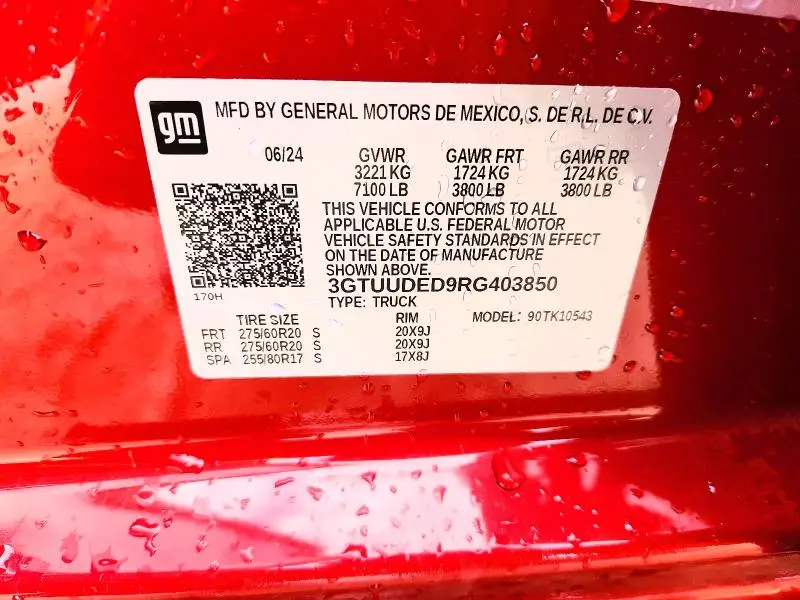 gm
MFD BY GENERAL MOTORS DE MEXICO, S. DE R.L. DE C.V.
06/24 GVWR GAWR FRT GAWR RR
3221 KG 1724 KG 1724 KG
7100 LB 3800 LB 3800 LB
THIS VEHICLE CONFORMS TO ALL
APPLICABLE U.S. FEDERAL MOTOR
VEHICLE SAFETY STANDARDS IN EFFECT
ON THE DATE OF MANUFACTURE
SHOWN ABOVE.
3GTUUDED9RG403850
170H
TYPE: TRUCK
TIRE SIZE RIM MODEL: 90TK10543
FRT 275/60R20 S 20X9J
RR 275/60R20 S 20X9J
SPA 255/80R17 S 17X8J